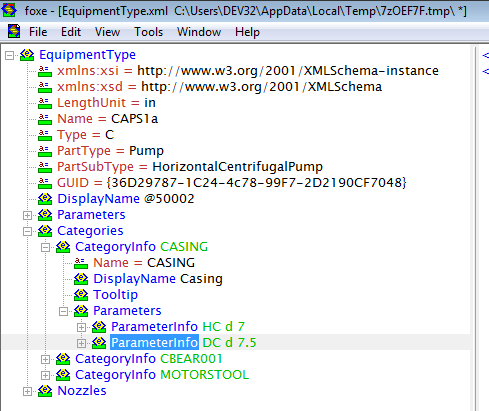 foxe - [EquipmentType.xml C:\Users\DEV32\AppData\Local\Temp\7zOEF7F.tmp\ *]
File Edit View Tools Window Help
EquipmentType
xmlns:xsi = http://www.w3.org/2001/XMLSchema-instance
xmlns:xsd = http://www.w3.org/2001/XMLSchema
LengthUnit = in
Name = CAPS1a
Type = C
PartType = Pump
PartSubType = HorizontalCentrifugalPump
GUID = {36D29787-1C24-4c78-99F7-2D2190CF7048}
DisplayName @50002
Parameters
Categories
CategoryInfo CASING
Name = CASING
DisplayName Casing
Tooltip
Parameters
ParameterInfo HC d 7
ParameterInfo DC d 7.5
CategoryInfo CBEAR001
CategoryInfo MOTORSTOOL
Nozzles